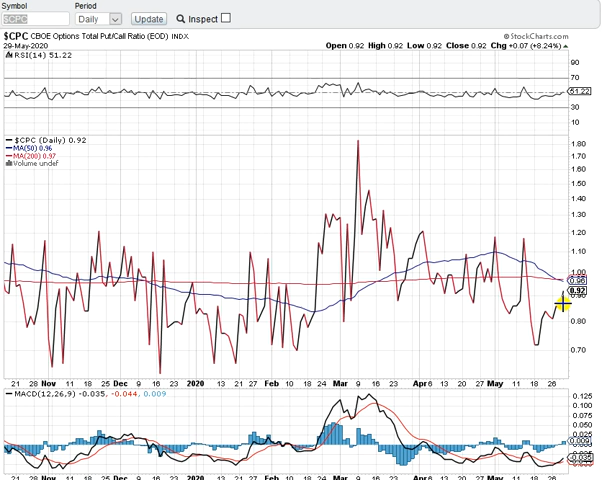 Symbol Period
$CPC Daily Update Inspect
$CPC CBOE Options Total Put/Call Ratio (EOD) INDX © StockCharts.com
29-May-2020 Open 0.92 High 0.92 Low 0.92 Close 0.92 Chg +0.07 (+8.24%)
RSI(14) 51.22
90
70
51.22
30
10
$CPC (Daily) 0.92
MA(50) 0.96
MA(200) 0.97
Volume undef
1.80
1.70
1.60
1.50
1.40
1.30
1.20
1.10
1.00
0.96
0.92
0.90
0.80
0.70
21 28 Nov 11 18 25 Dec 9 16 23 2020 13 21 27 Feb 10 18 24 Mar 9 16 23 Apr 6 13 20 27 May 11 18 26
MACD(12,26,9) -0.035, -0.044, 0.009
0.125
0.100
0.075
0.050
0.025
0.009
-0.035
21 28 Nov 11 18 25 Dec 9 16 23 2020 13 21 27 Feb 10 18 24 Mar 9 16 23 Apr 6 13 20 27 May 11 18 26